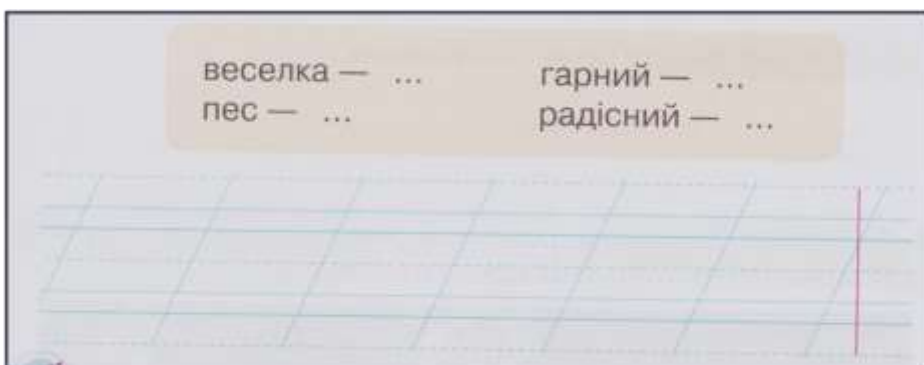 веселка — ... гарний — ...
пес — ... радісний — ...